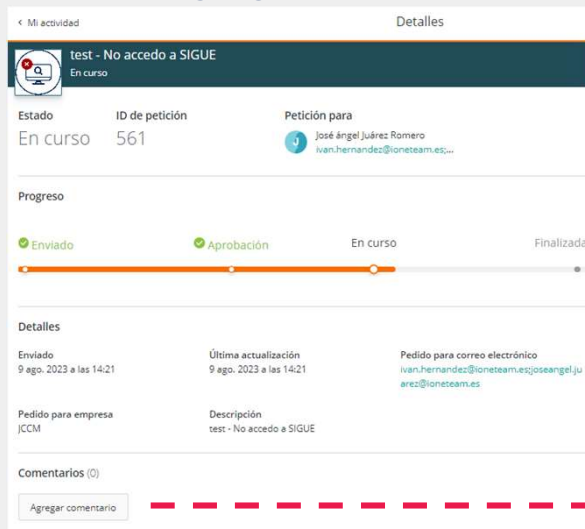 ‹ Mi actividad
Detalles
test - No accedo a SIGUE
En curso
Estado
ID de petición
Petición para
En curso
561
J
José ángel Juárez Romero
ivan.hernandez@ioneteam.es;...
Progreso
Enviado
Aprobación
En curso
Finalizada
Detalles
Enviado
Última actualización
Pedido para correo electrónico
9 ago. 2023 a las 14:21
9 ago. 2023 a las 14:21
ivan.hernandez@ioneteam.es;joseangel.ju
arez@ioneteam.es
Pedido para empresa
Descripción
JCCM
test - No accedo a SIGUE
Comentarios (0)
Agregar comentario